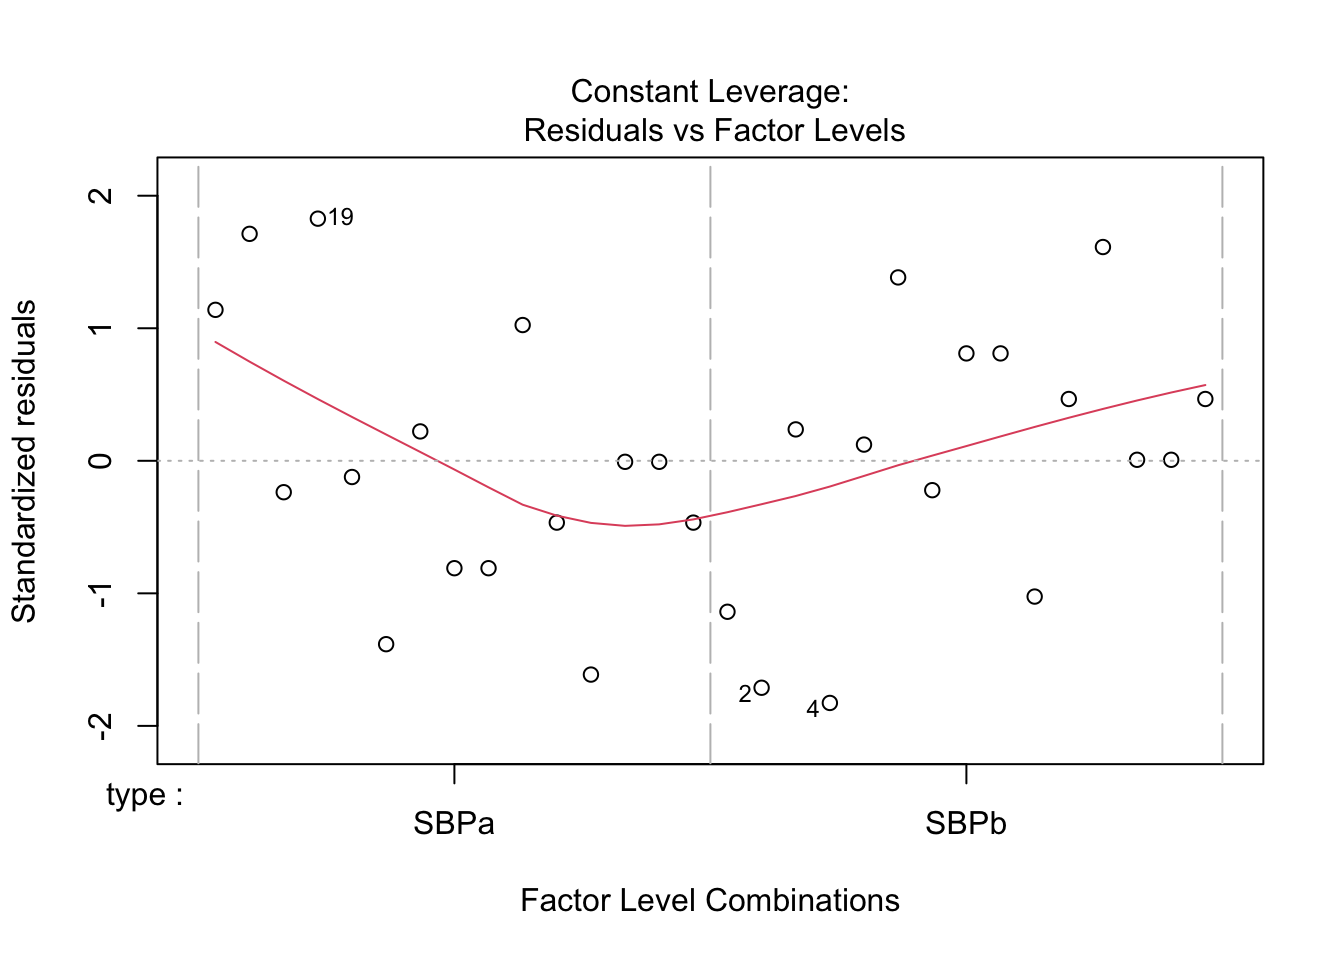 Constant Leverage:
Residuals vs Factor Levels
Standardized residuals
2
1
0
-1
-2
19
2
4
type :
SBPa
SBPb
Factor Level Combinations